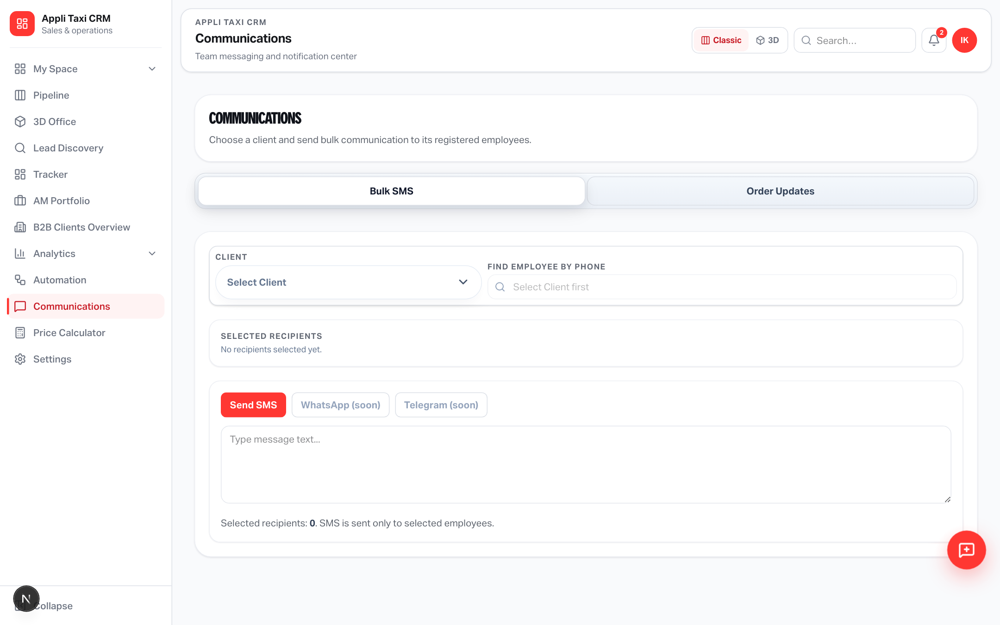 Appli Taxi CRM
Sales & operations
My Space
Pipeline
3D Office
Lead Discovery
Tracker
AM Portfolio
B2B Clients Overview
Analytics
Automation
Communications
Price Calculator
Settings
N
Collapse
APPLI TAXI CRM
Communications
Team messaging and notification center
Classic
3D
Search...
2
IK
COMMUNICATIONS
Choose a client and send bulk communication to its registered employees.
Bulk SMS
Order Updates
CLIENT
Select Client
FIND EMPLOYEE BY PHONE
Select Client first
SELECTED RECIPIENTS
No recipients selected yet.
Send SMS
WhatsApp (soon)
Telegram (soon)
Type message text...
Selected recipients: 0. SMS is sent only to selected employees.